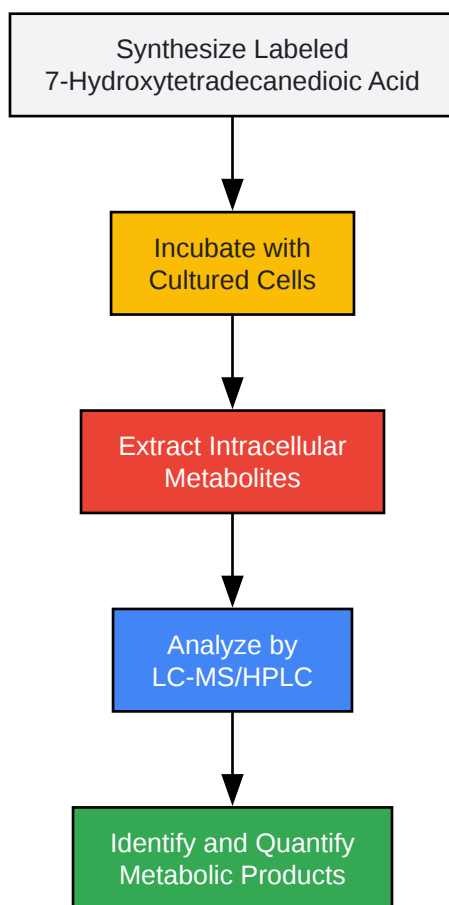 Synthesize Labeled
7-Hydroxytetradecanedioic Acid
Incubate with
Cultured Cells
Extract Intracellular
Metabolites
Analyze by
LC-MS/HPLC
Identify and Quantify
Metabolic Products